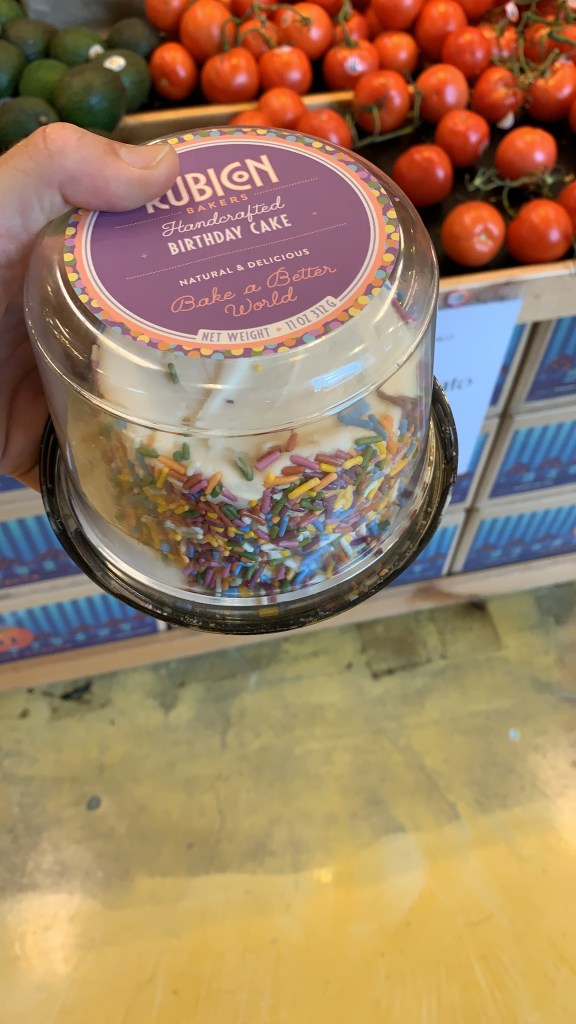 RUBICON
BAKERS
Handcrafted
BIRTHDAY CAKE
NATURAL & DELICIOUS
Bake a Better
World
NET WEIGHT • 11 OZ 312 G